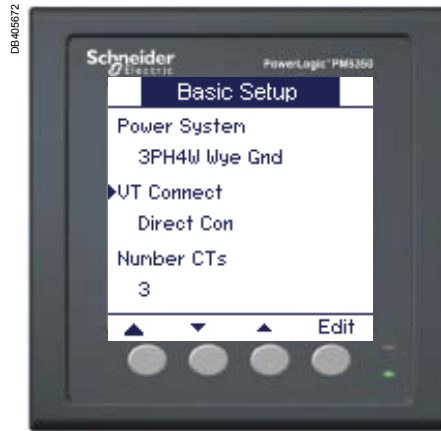 DB405672
Schneider
Electric
PowerLogic™ PM5350
Basic Setup
Power System
3PH4W Wye Gnd
VT Connect
Direct Con
Number CTs
3
Edit